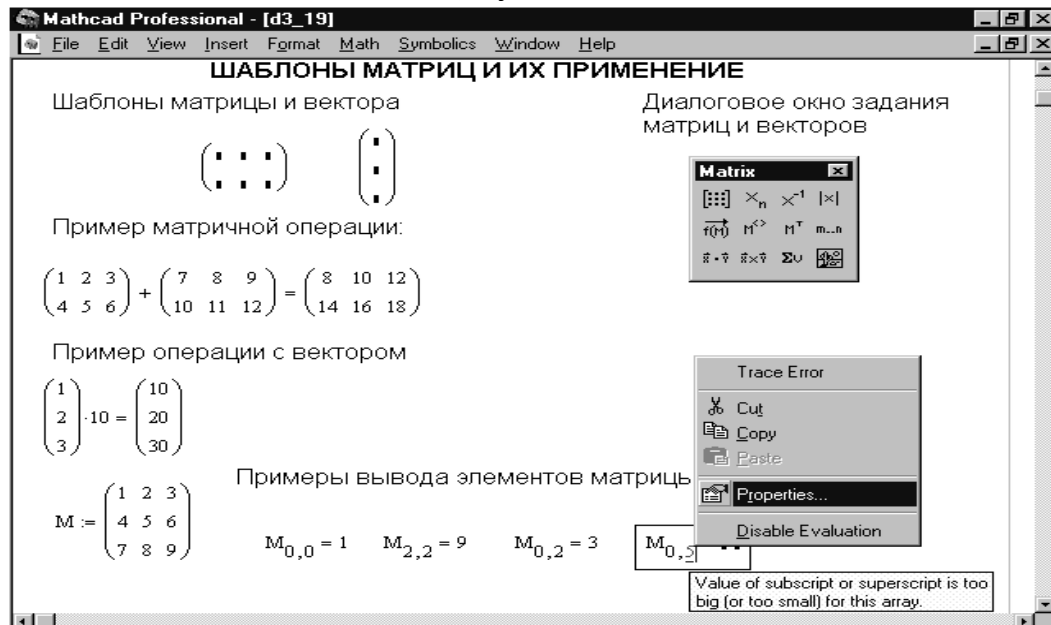 Mathcad Professional - [d3_19]
File Edit View Insert Format Math Symbolics Window Help
ШАБЛОНЫ МАТРИЦ И ИХ ПРИМЕНЕНИЕ
Шаблоны матрицы и вектора
Диалоговое окно задания
матриц и векторов
Matrix
[:::] ×n ×⁻¹ |×|
f(M) M<> Mᵀ m..n
x·y x×y Συ
Пример матричной операции:
(1 2 3) + (7 8 9) = (8 10 12)
(4 5 6) (10 11 12) (14 16 18)
Пример операции с вектором
(1) (10)
(2) ·10 = (20)
(3) (30)
Trace Error
Cut
Copy
Paste
Properties...
Disable Evaluation
Примеры вывода элементов матриць
(1 2 3)
M := (4 5 6)
(7 8 9)
M0,0 = 1 M2,2 = 9 M0,2 = 3 M0,5
Value of subscript or superscript is too
big (or too small) for this array.